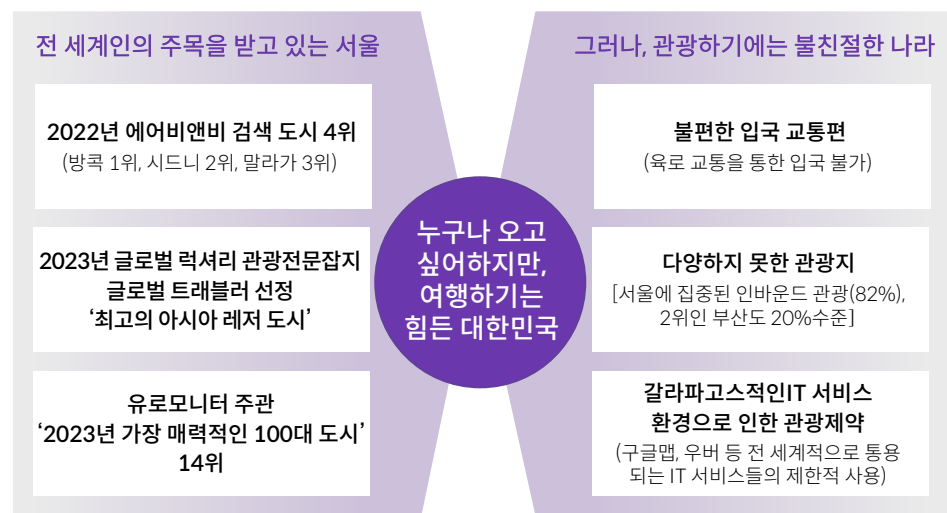 전 세계인의 주목을 받고 있는 서울
2022년 에어비앤비 검색 도시 4위
(방콕 1위, 시드니 2위, 말라가 3위)
2023년 글로벌 럭셔리 관광전문잡지
글로벌 트래블러 선정
‘최고의 아시아 레저 도시’
유로모니터 주관
‘2023년 가장 매력적인 100대 도시’
14위
누구나 오고
싶어하지만,
여행하기는
힘든 대한민국
그러나, 관광하기에는 불친절한 나라
불편한 입국 교통편
(육로 교통을 통한 입국 불가)
다양하지 못한 관광지
[서울에 집중된 인바운드 관광(82%),
2위인 부산도 20%수준]
갈라파고스적인IT 서비스
환경으로 인한 관광제약
(구글맵, 우버 등 전 세계적으로 통용
되는 IT 서비스들의 제한적 사용)